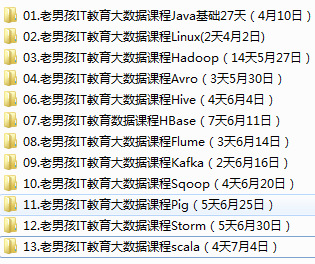 01.老男孩IT教育大数据课程Java基础27天（4月10日）
02.老男孩IT教育大数据课程Linux(2天4月2日)
03.老男孩IT教育大数据课程Hadoop（14天5月27日）
04.老男孩IT教育大数据课程Avro（3天5月30日）
06.老男孩IT教育大数据课程Hive（4天6月4日）
07.老男孩IT教育数据课程HBase（7天6月11日）
08.老男孩IT教育大数据课程Flume（3天6月14日）
09.老男孩IT教育大数据课程Kafka（2天6月16日）
10.老男孩IT教育大数据课程Sqoop（4天6月20日）
11.老男孩IT教育大数据课程Pig（5天6月25日）
12.老男孩IT教育大数据课程Storm（5天6月30日）
13.老男孩IT教育大数据课程scala（4天7月4日）